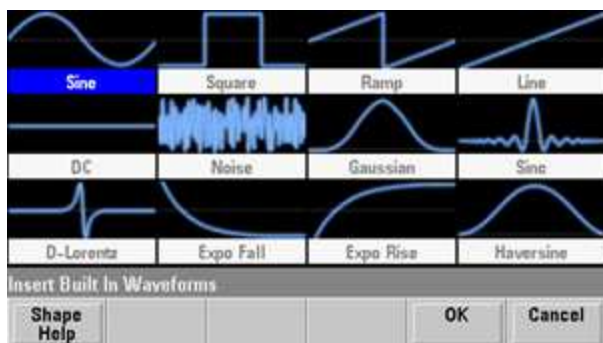 Sine
Square
Ramp
Line
DC
Noise
Gaussian
Sinc
D-Lorentz
Expo Fall
Expo Rise
Haversine
Insert Built In Waveforms
Shape Help
OK
Cancel